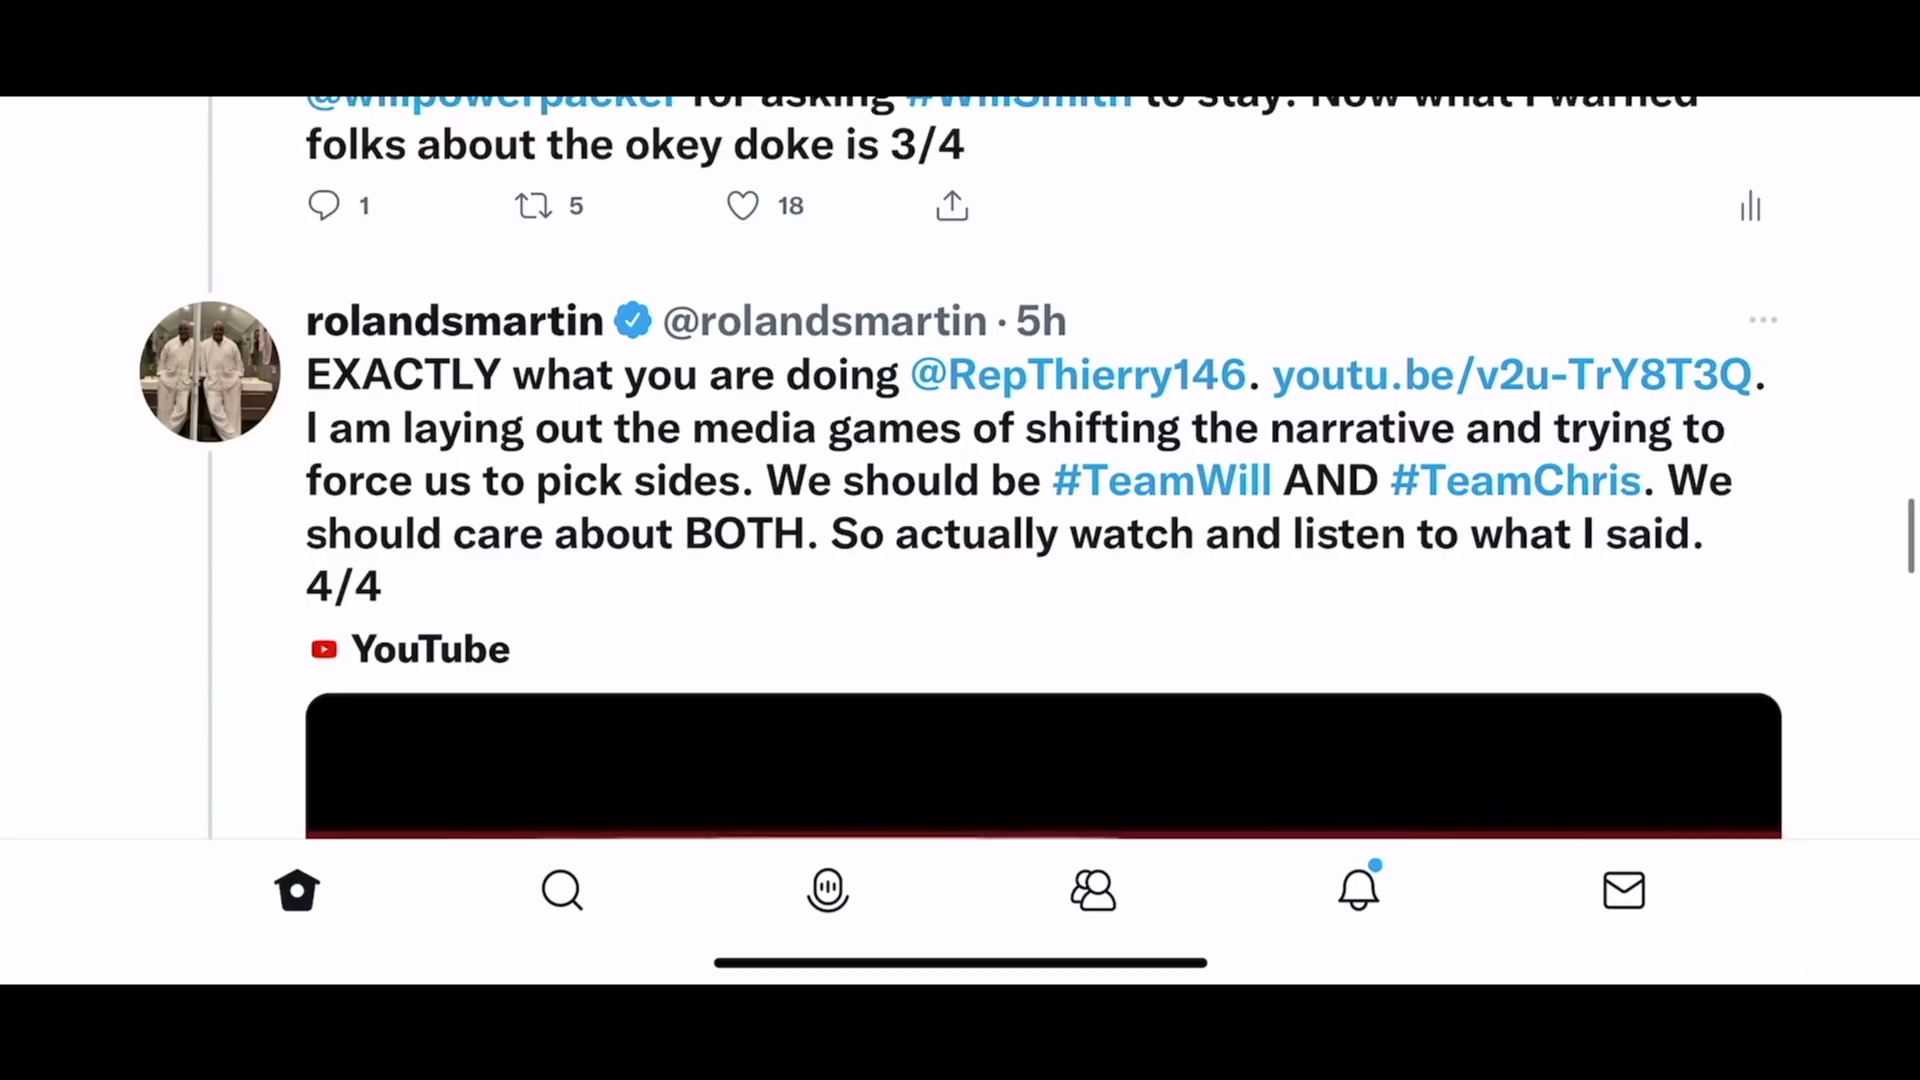 @willpowerpacker for asking #WillSmith to stay. Now what I warned
folks about the okey doke is 3/4
1 5 18
rolandsmartin @rolandsmartin · 5h
EXACTLY what you are doing @RepThierry146. youtu.be/v2u-TrY8T3Q.
I am laying out the media games of shifting the narrative and trying to
force us to pick sides. We should be #TeamWill AND #TeamChris. We
should care about BOTH. So actually watch and listen to what I said.
4/4
YouTube